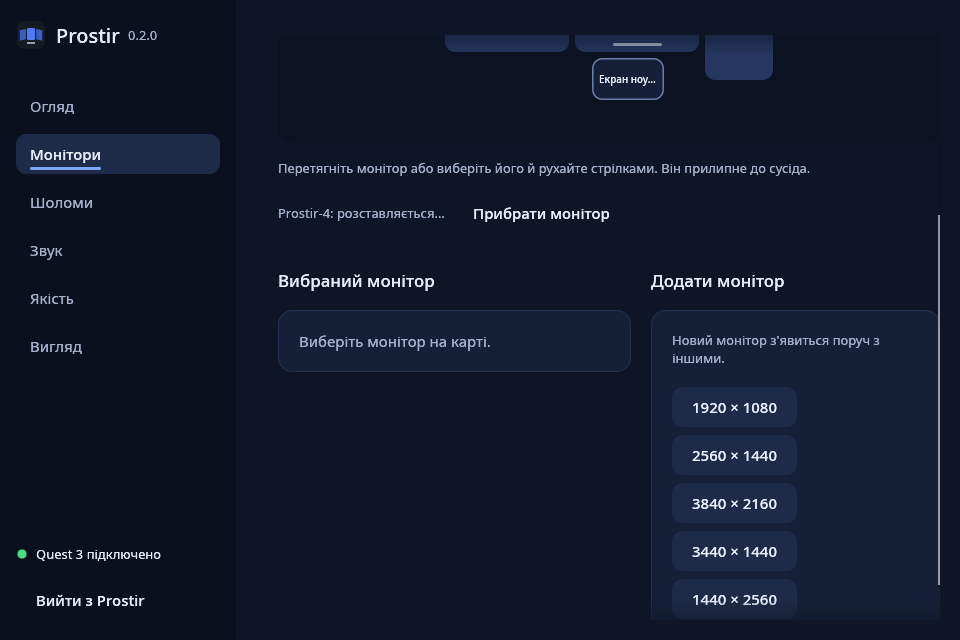 Prostir 0.2.0
Огляд
Монітори
Шоломи
Звук
Якість
Вигляд
Quest 3 підключено
Вийти з Prostir
Екран ноу...
Перетягніть монітор або виберіть його й рухайте стрілками. Він прилипне до сусіда.
Prostir-4: розставляється... Прибрати монітор
Вибраний монітор
Виберіть монітор на карті.
Додати монітор
Новий монітор з'явиться поруч з
іншими.
1920 × 1080
2560 × 1440
3840 × 2160
3440 × 1440
1440 × 2560